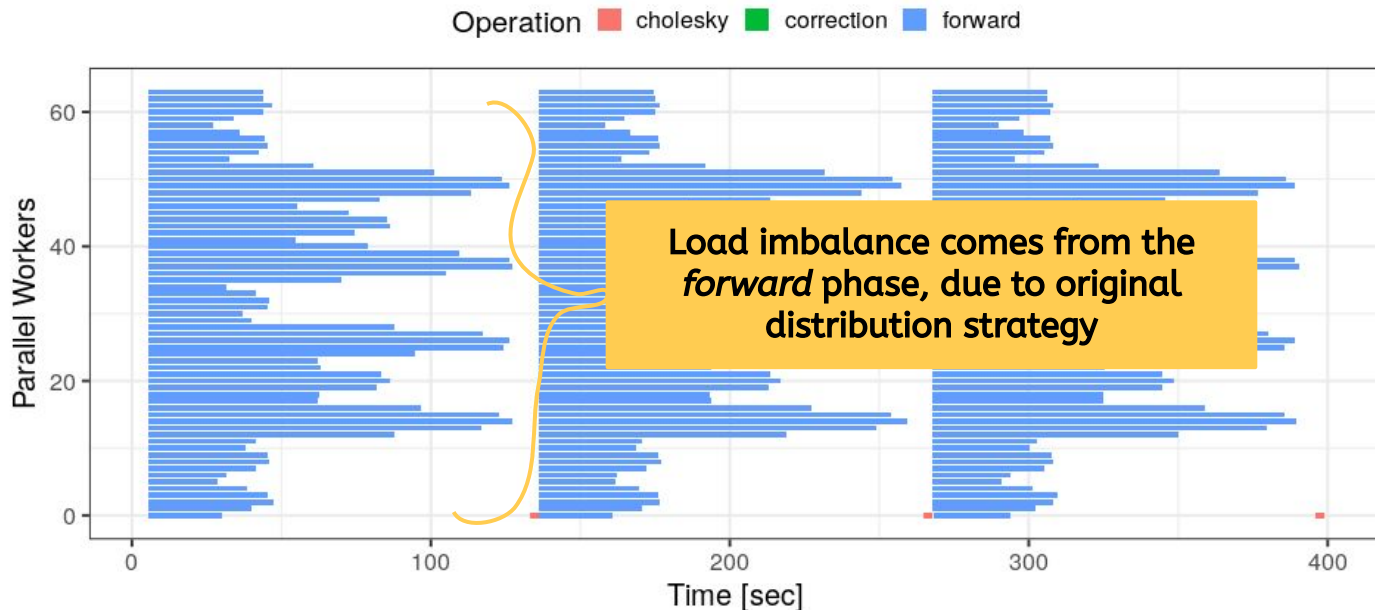 Operation cholesky correction forward
60
40
20
0
Parallel Workers
Load imbalance comes from the
forward phase, due to original
distribution strategy
0 100 200 300 400
Time [sec]